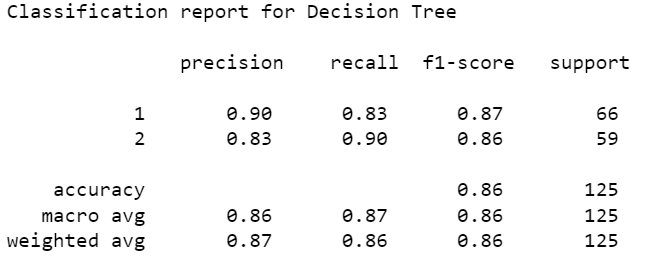 Classification report for Decision Tree
precision recall f1-score support
1 0.90 0.83 0.87 66
2 0.83 0.90 0.86 59
accuracy 0.86 125
macro avg 0.86 0.87 0.86 125
weighted avg 0.87 0.86 0.86 125